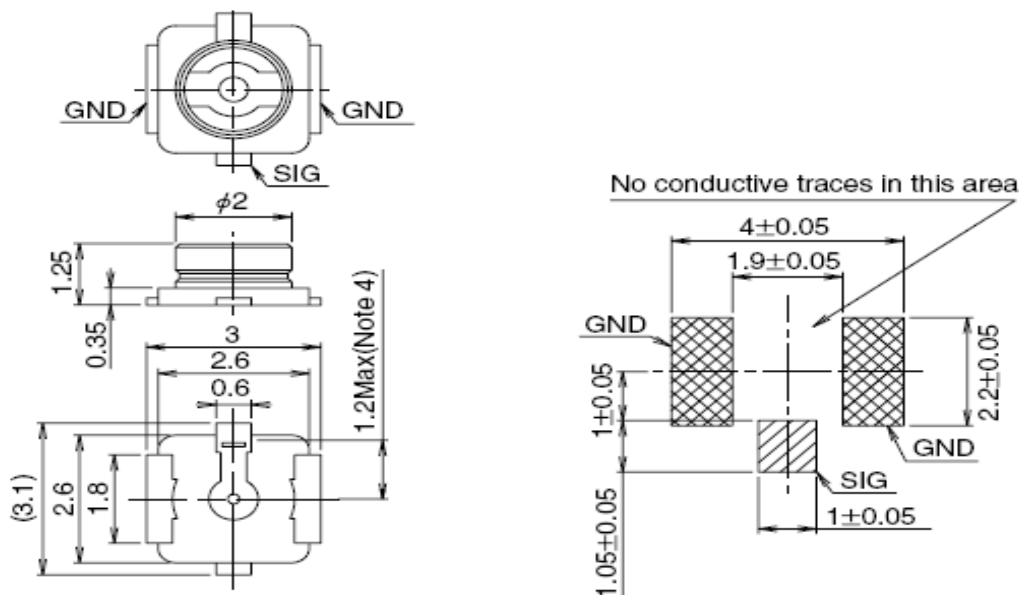 GND
GND
SIG
ϕ2
1.25
0.35
3
2.6
0.6
1.2Max(Note 4)
(3.1)
2.6
1.8
No conductive traces in this area
4±0.05
1.9±0.05
GND
1±0.05
2.2±0.05
GND
SIG
1±0.05
1.05±0.05